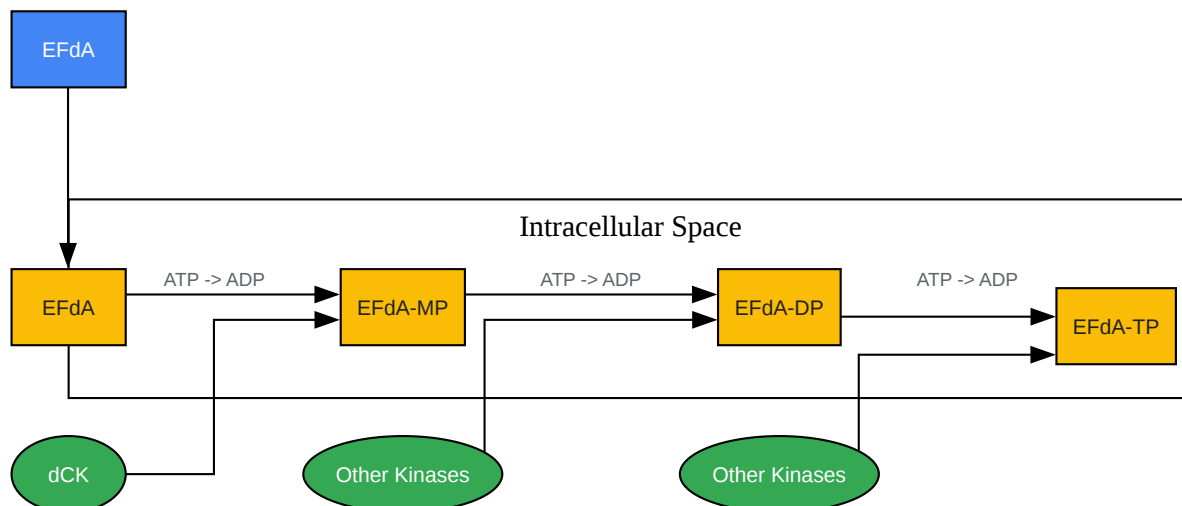 EFdA
Intracellular Space
ATP -> ADP
ATP -> ADP
ATP -> ADP
EFdA
EFdA-MP
EFdA-DP
EFdA-TP
dCK
Other Kinases
Other Kinases